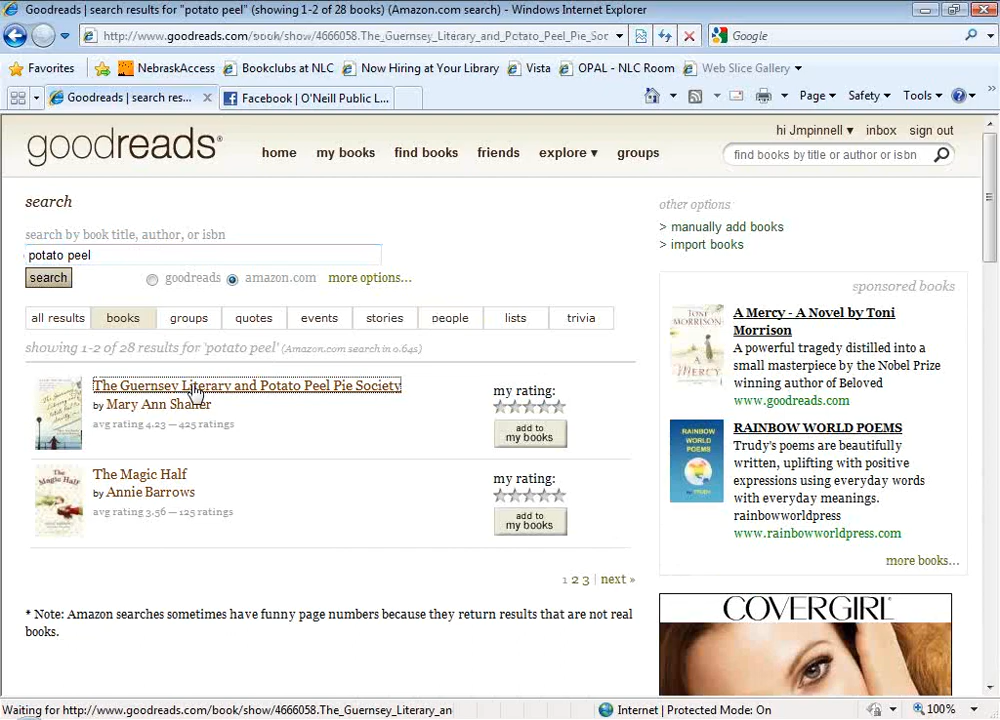 Goodreads | search results for "potato peel" (showing 1-2 of 28 books) (Amazon.com search) - Windows Internet Explorer
http://www.goodreads.com/book/show/4666058.The_Guernsey_Literary_and_Potato_Peel_Pie_Soc
Google
Favorites NebraskAccess Bookclubs at NLC Now Hiring at Your Library Vista OPAL - NLC Room Web Slice Gallery
Goodreads | search res... Facebook | O'Neill Public L... Page Safety Tools
goodreads
hi Jmpinnell inbox sign out
home my books find books friends explore groups
find books by title or author or isbn
search
search by book title, author, or isbn
potato peel
search goodreads amazon.com more options...
all results books groups quotes events stories people lists trivia
showing 1-2 of 28 results for 'potato peel' (Amazon.com search in 0.64s)
The Guernsey Literary and Potato Peel Pie Society
by Mary Ann Shaffer
avg rating 4.23 — 425 ratings
my rating:
add to
my books
The Magic Half
The Magic Half
by Annie Barrows
avg rating 3.56 — 125 ratings
my rating:
add to
my books
1 2 3 | next »
* Note: Amazon searches sometimes have funny page numbers because they return results that are not real
books.
other options
> manually add books
> import books
sponsored books
TONI
MORRISON
A
MERCY
A Mercy - A Novel by Toni
Morrison
A powerful tragedy distilled into a
small masterpiece by the Nobel Prize
winning author of Beloved
www.goodreads.com
RAINBOW
WORLD
POEMS
RAINBOW WORLD POEMS
Trudy's poems are beautifully
written, uplifting with positive
expressions using everyday words
with everyday meanings.
rainbowworldpress
www.rainbowworldpress.com
more books...
COVERGIRL
Waiting for http://www.goodreads.com/book/show/4666058.The_Guernsey_Literary_an
Internet | Protected Mode: On
100%